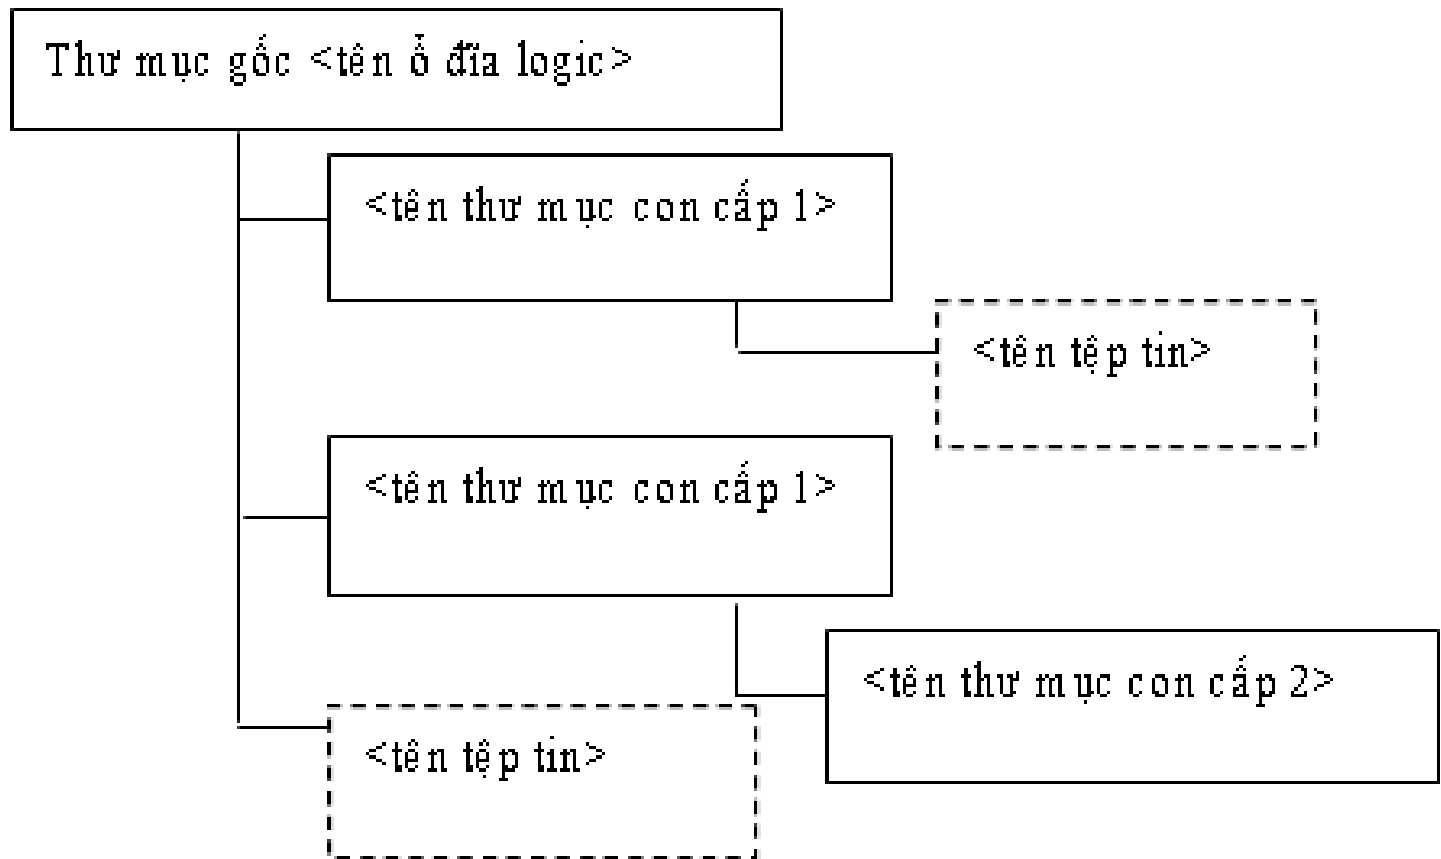 Thư mục gốc <tên ổ đĩa logic>
<tên thư mục con cấp 1>
<tên tệp tin>
<tên thư mục con cấp 1>
<tên thư mục con cấp 2>
<tên tệp tin>